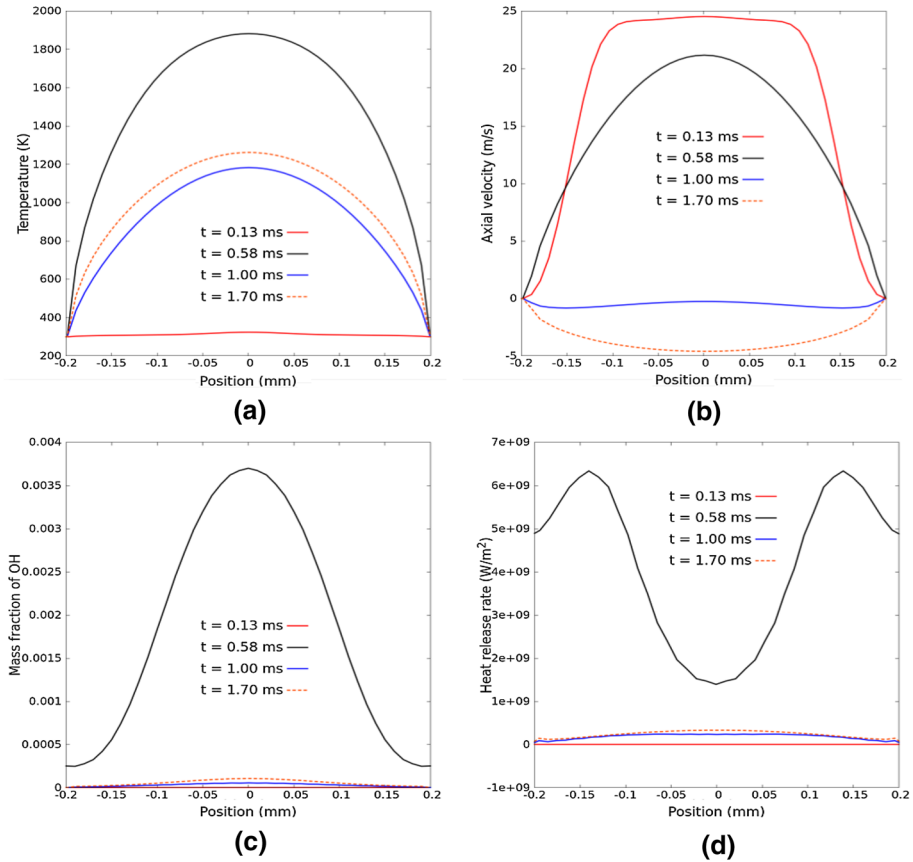 2000
1800
1600
1400
1200
1000
800
600
400
200
Temperature (K)
t = 0.13 ms
t = 0.58 ms
t = 1.00 ms
t = 1.70 ms
-0.2 -0.15 -0.1 -0.05 0 0.05 0.1 0.15 0.2
Position (mm)
(a)
25
20
15
10
5
0
-5
Axial velocity (m/s)
t = 0.13 ms
t = 0.58 ms
t = 1.00 ms
t = 1.70 ms
-0.2 -0.15 -0.1 -0.05 0 0.05 0.1 0.15 0.2
Position (mm)
(b)
0.004
0.0035
0.003
0.0025
0.002
0.0015
0.001
0.0005
0
Mass fraction of OH
t = 0.13 ms
t = 0.58 ms
t = 1.00 ms
t = 1.70 ms
-0.2 -0.15 -0.1 -0.05 0 0.05 0.1 0.15 0.2
Position (mm)
(c)
7e+09
6e+09
5e+09
4e+09
3e+09
2e+09
1e+09
0
-1e+09
Heat release rate (W/m²)
t = 0.13 ms
t = 0.58 ms
t = 1.00 ms
t = 1.70 ms
-0.2 -0.15 -0.1 -0.05 0 0.05 0.1 0.15 0.2
Position (mm)
(d)